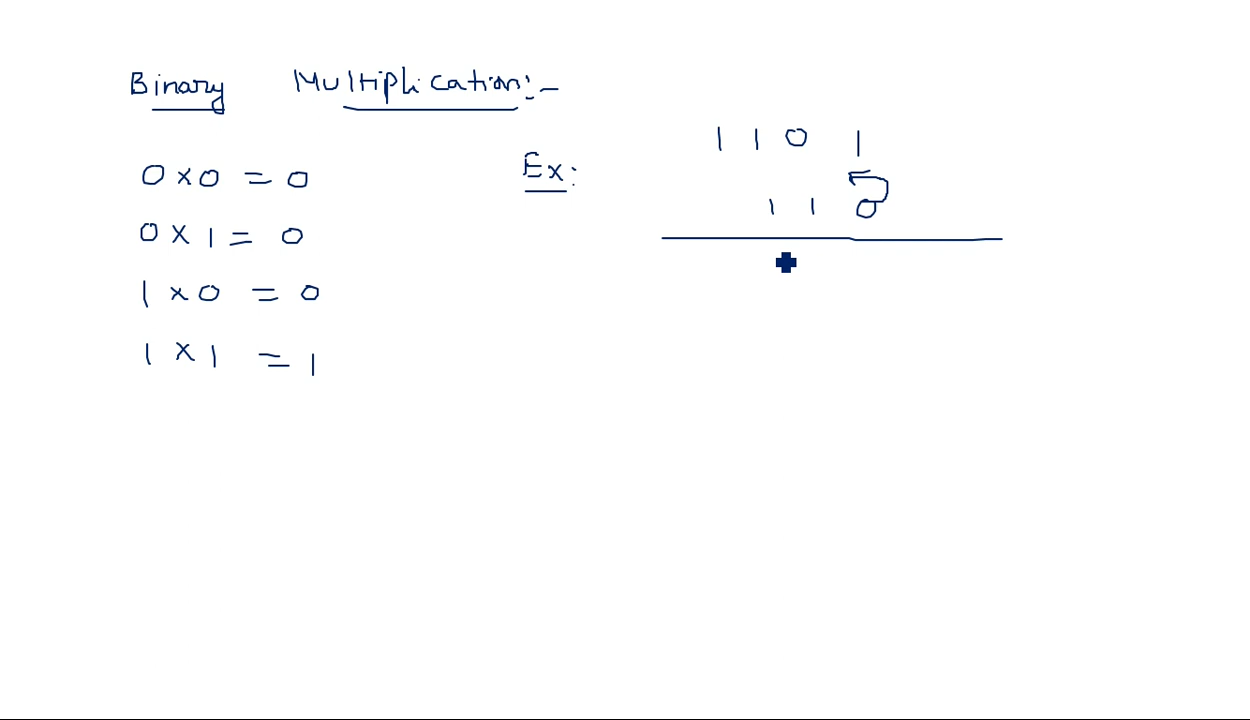 Binary Multiplication:-
0 x 0 = 0
0 x 1 = 0
1 x 0 = 0
1 x 1 = 1
Ex:
1 1 0 1
1 1 0